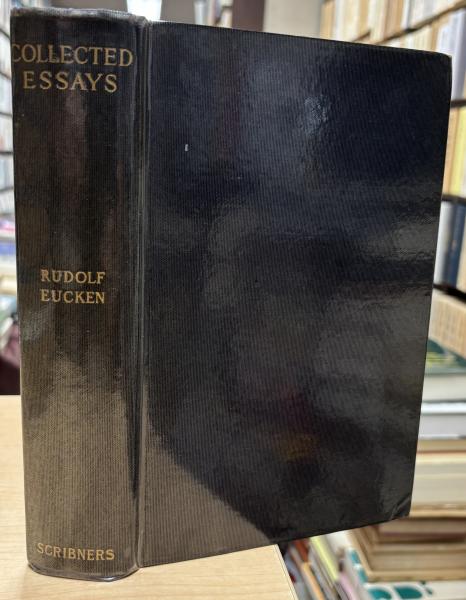 COLLECTED
ESSAYS
RUDOLF
EUCKEN
SCRIBNERS